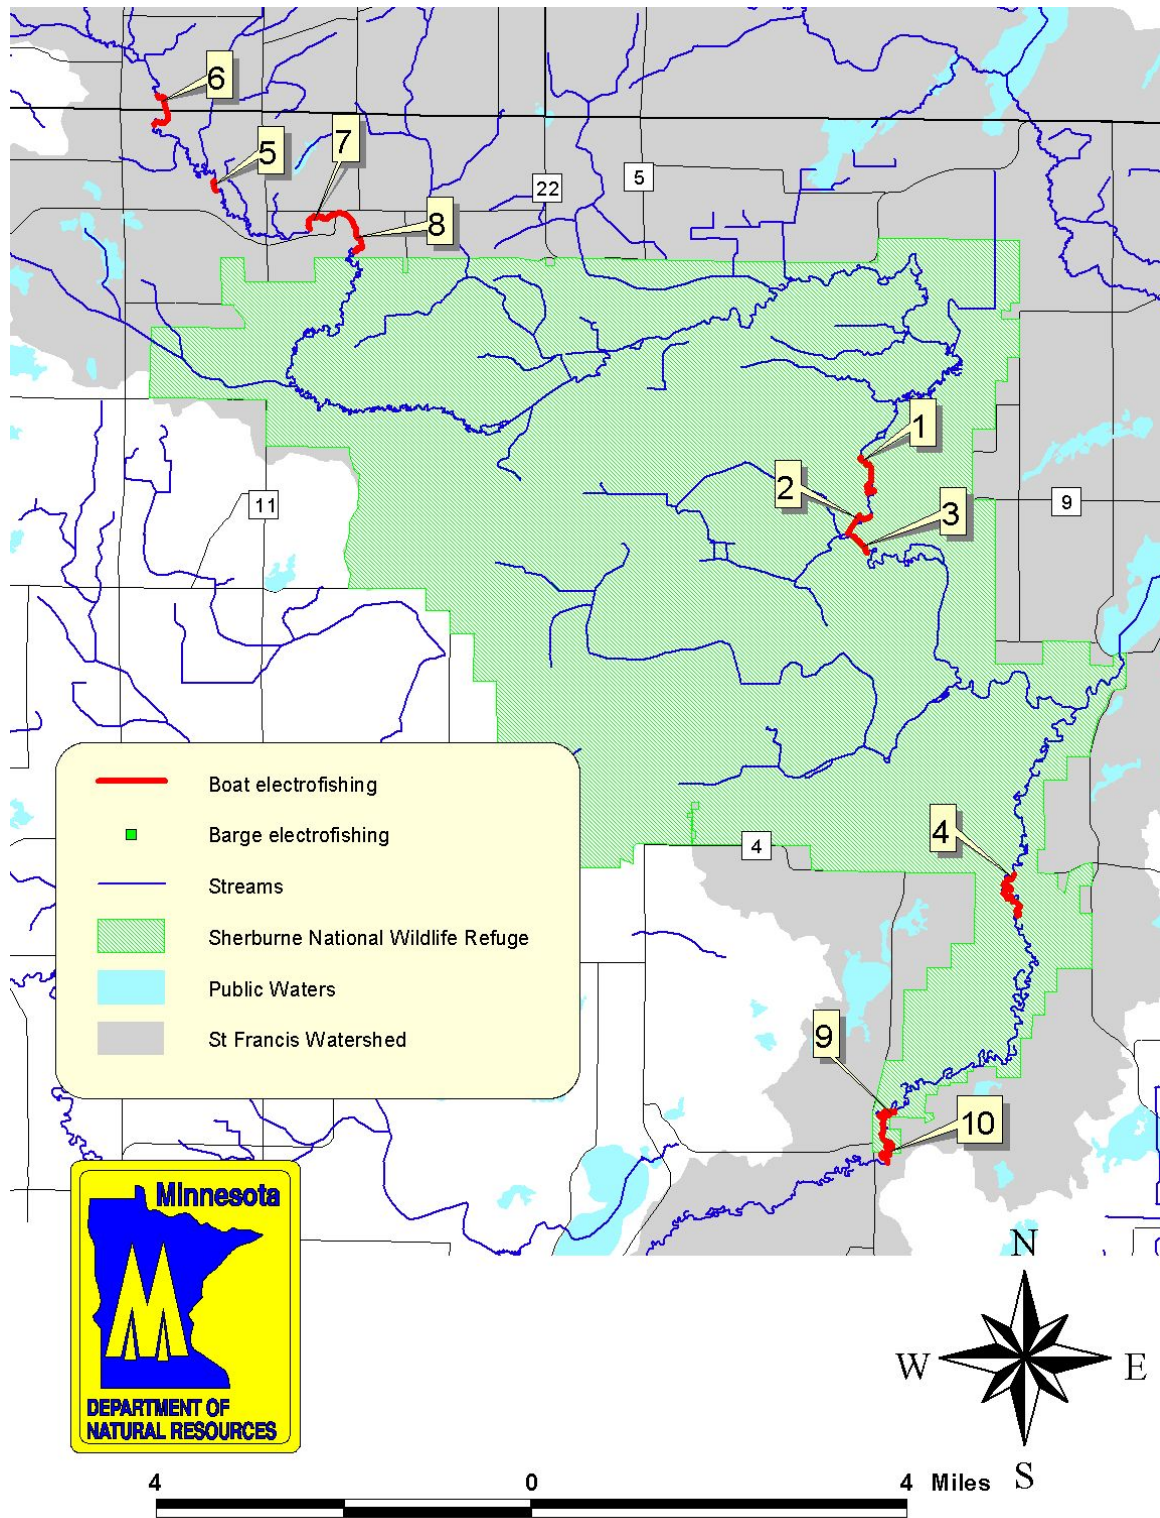 6
5
7
22
5
8
1
2
11
9
3
Boat electrofishing
Barge electrofishing
Streams
Sherburne National Wildlife Refuge
Public Waters
St Francis Watershed
4
4
9
10
Minnesota
DEPARTMENT OF
NATURAL RESOURCES
N
W
E
S
4
0
4 Miles